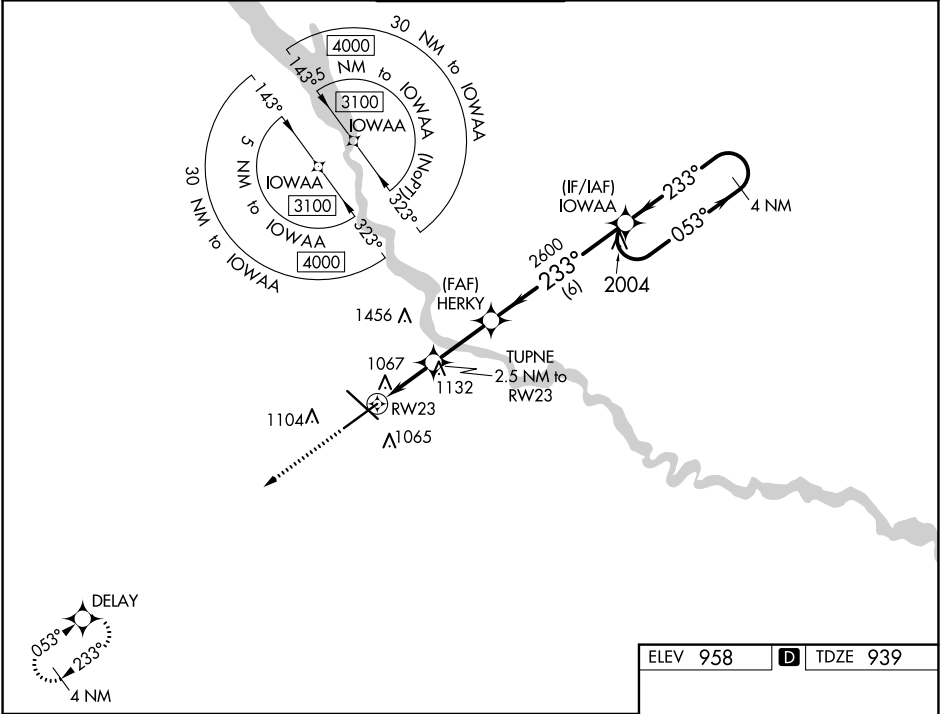 30 NM to IOWAA
4000
143°
5 NM to IOWAA (NoPT)
3100
IOWAA
323°
143°
5 NM to IOWAA
IOWAA
3100
323°
30 NM to IOWAA
4000
(IF/IAF)
IOWAA
233°
053°
4 NM
2004
2600
233°
(6)
(FAF)
HERKY
1456
TUPNE
2.5 NM to
RW23
1067
1132
RW23
1104
1065
DELAY
053°
233°
4 NM
ELEV 958 D TDZE 939